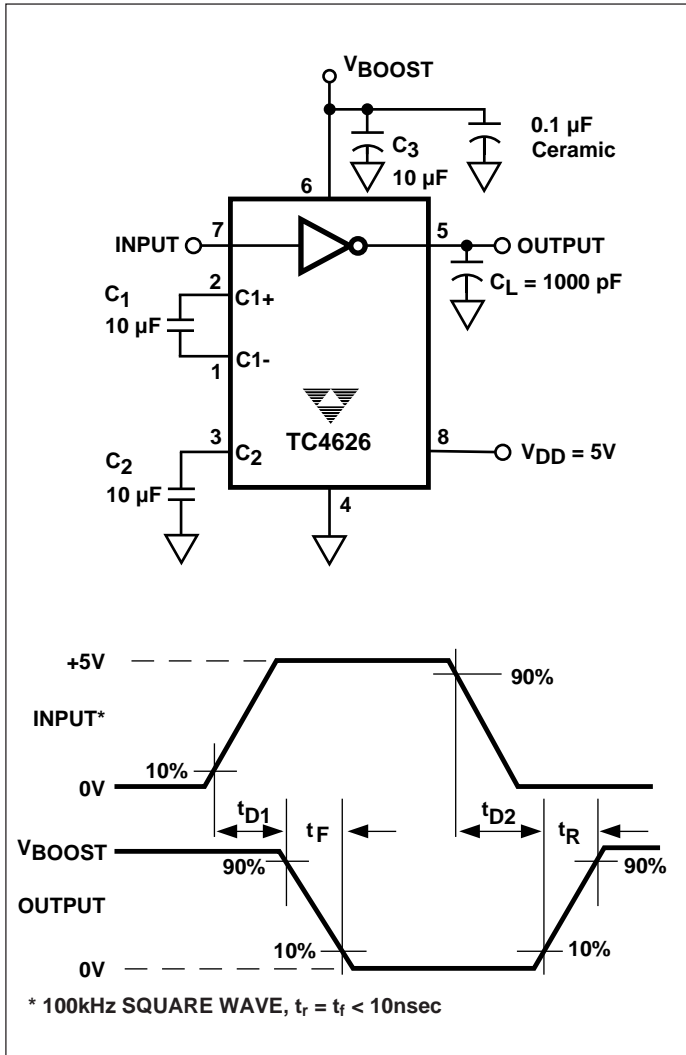 VBOOST
C3
10 µF
0.1 µF
Ceramic
6
INPUT
7
5
OUTPUT
CL = 1000 pF
C1
10 µF
2
C1+
1
C1-
TC4626
3
C2
C2
10 µF
8
VDD = 5V
4
+5V
INPUT*
0V
10%
90%
tD1
tF
tD2
tR
VBOOST
OUTPUT
0V
90%
10%
10%
90%
* 100kHz SQUARE WAVE, tr = tf < 10nsec